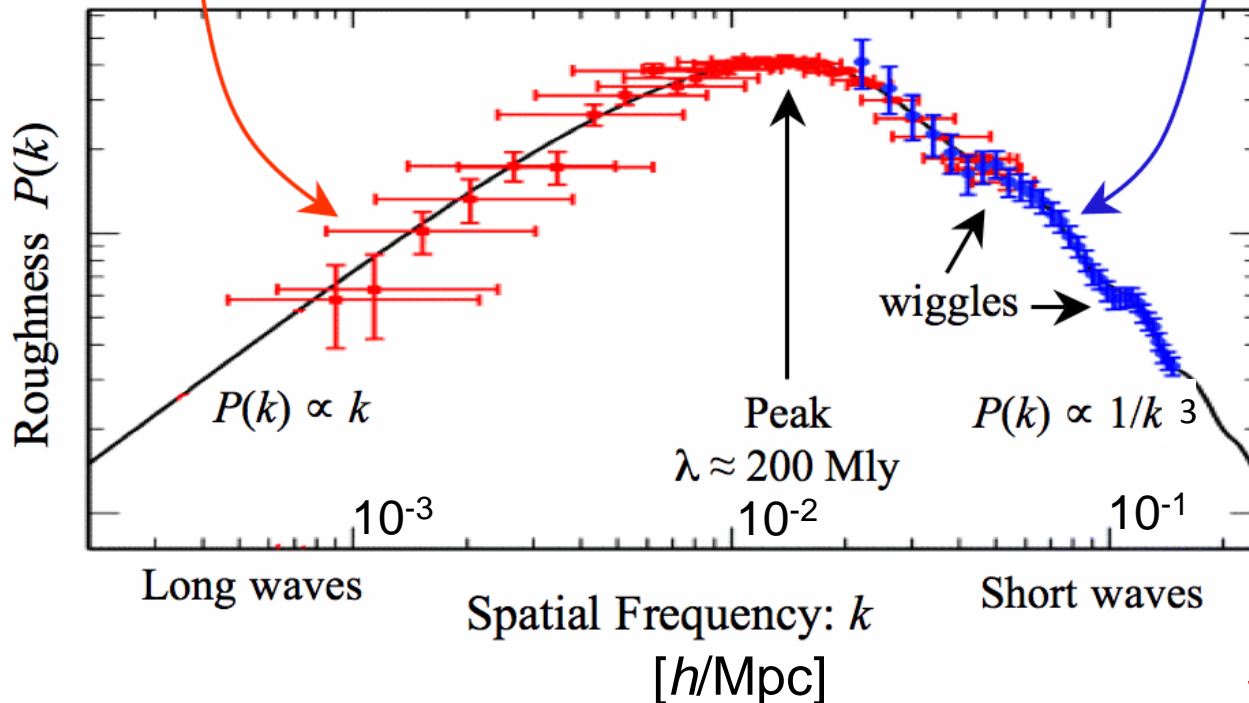 Roughness P(k)
wiggles
P(k) ∝ k
Peak
λ ≈ 200 Mly
P(k) ∝ 1/k 3
10-3
10-2
10-1
Long waves
Spatial Frequency: k
Short waves
[h/Mpc]